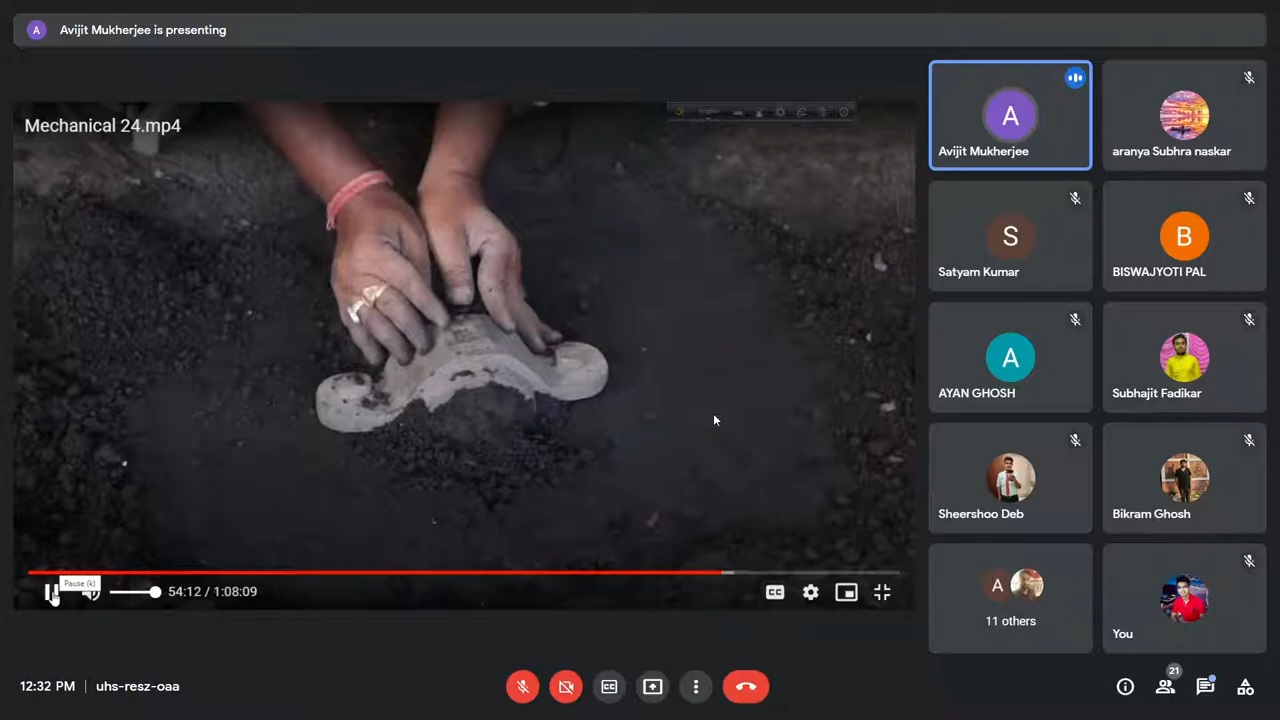 A
Avijit Mukherjee is presenting
Mechanical 24.mp4
Pause (k)
54:12 / 1:08:09
CC
A
Avijit Mukherjee
aranya Subhra naskar
S
Satyam Kumar
B
BISWAJYOTI PAL
A
AYAN GHOSH
Subhajit Fadikar
Sheershoo Deb
Bikram Ghosh
A
11 others
You
12:32 PM | uhs-resz-oaa
CC
21